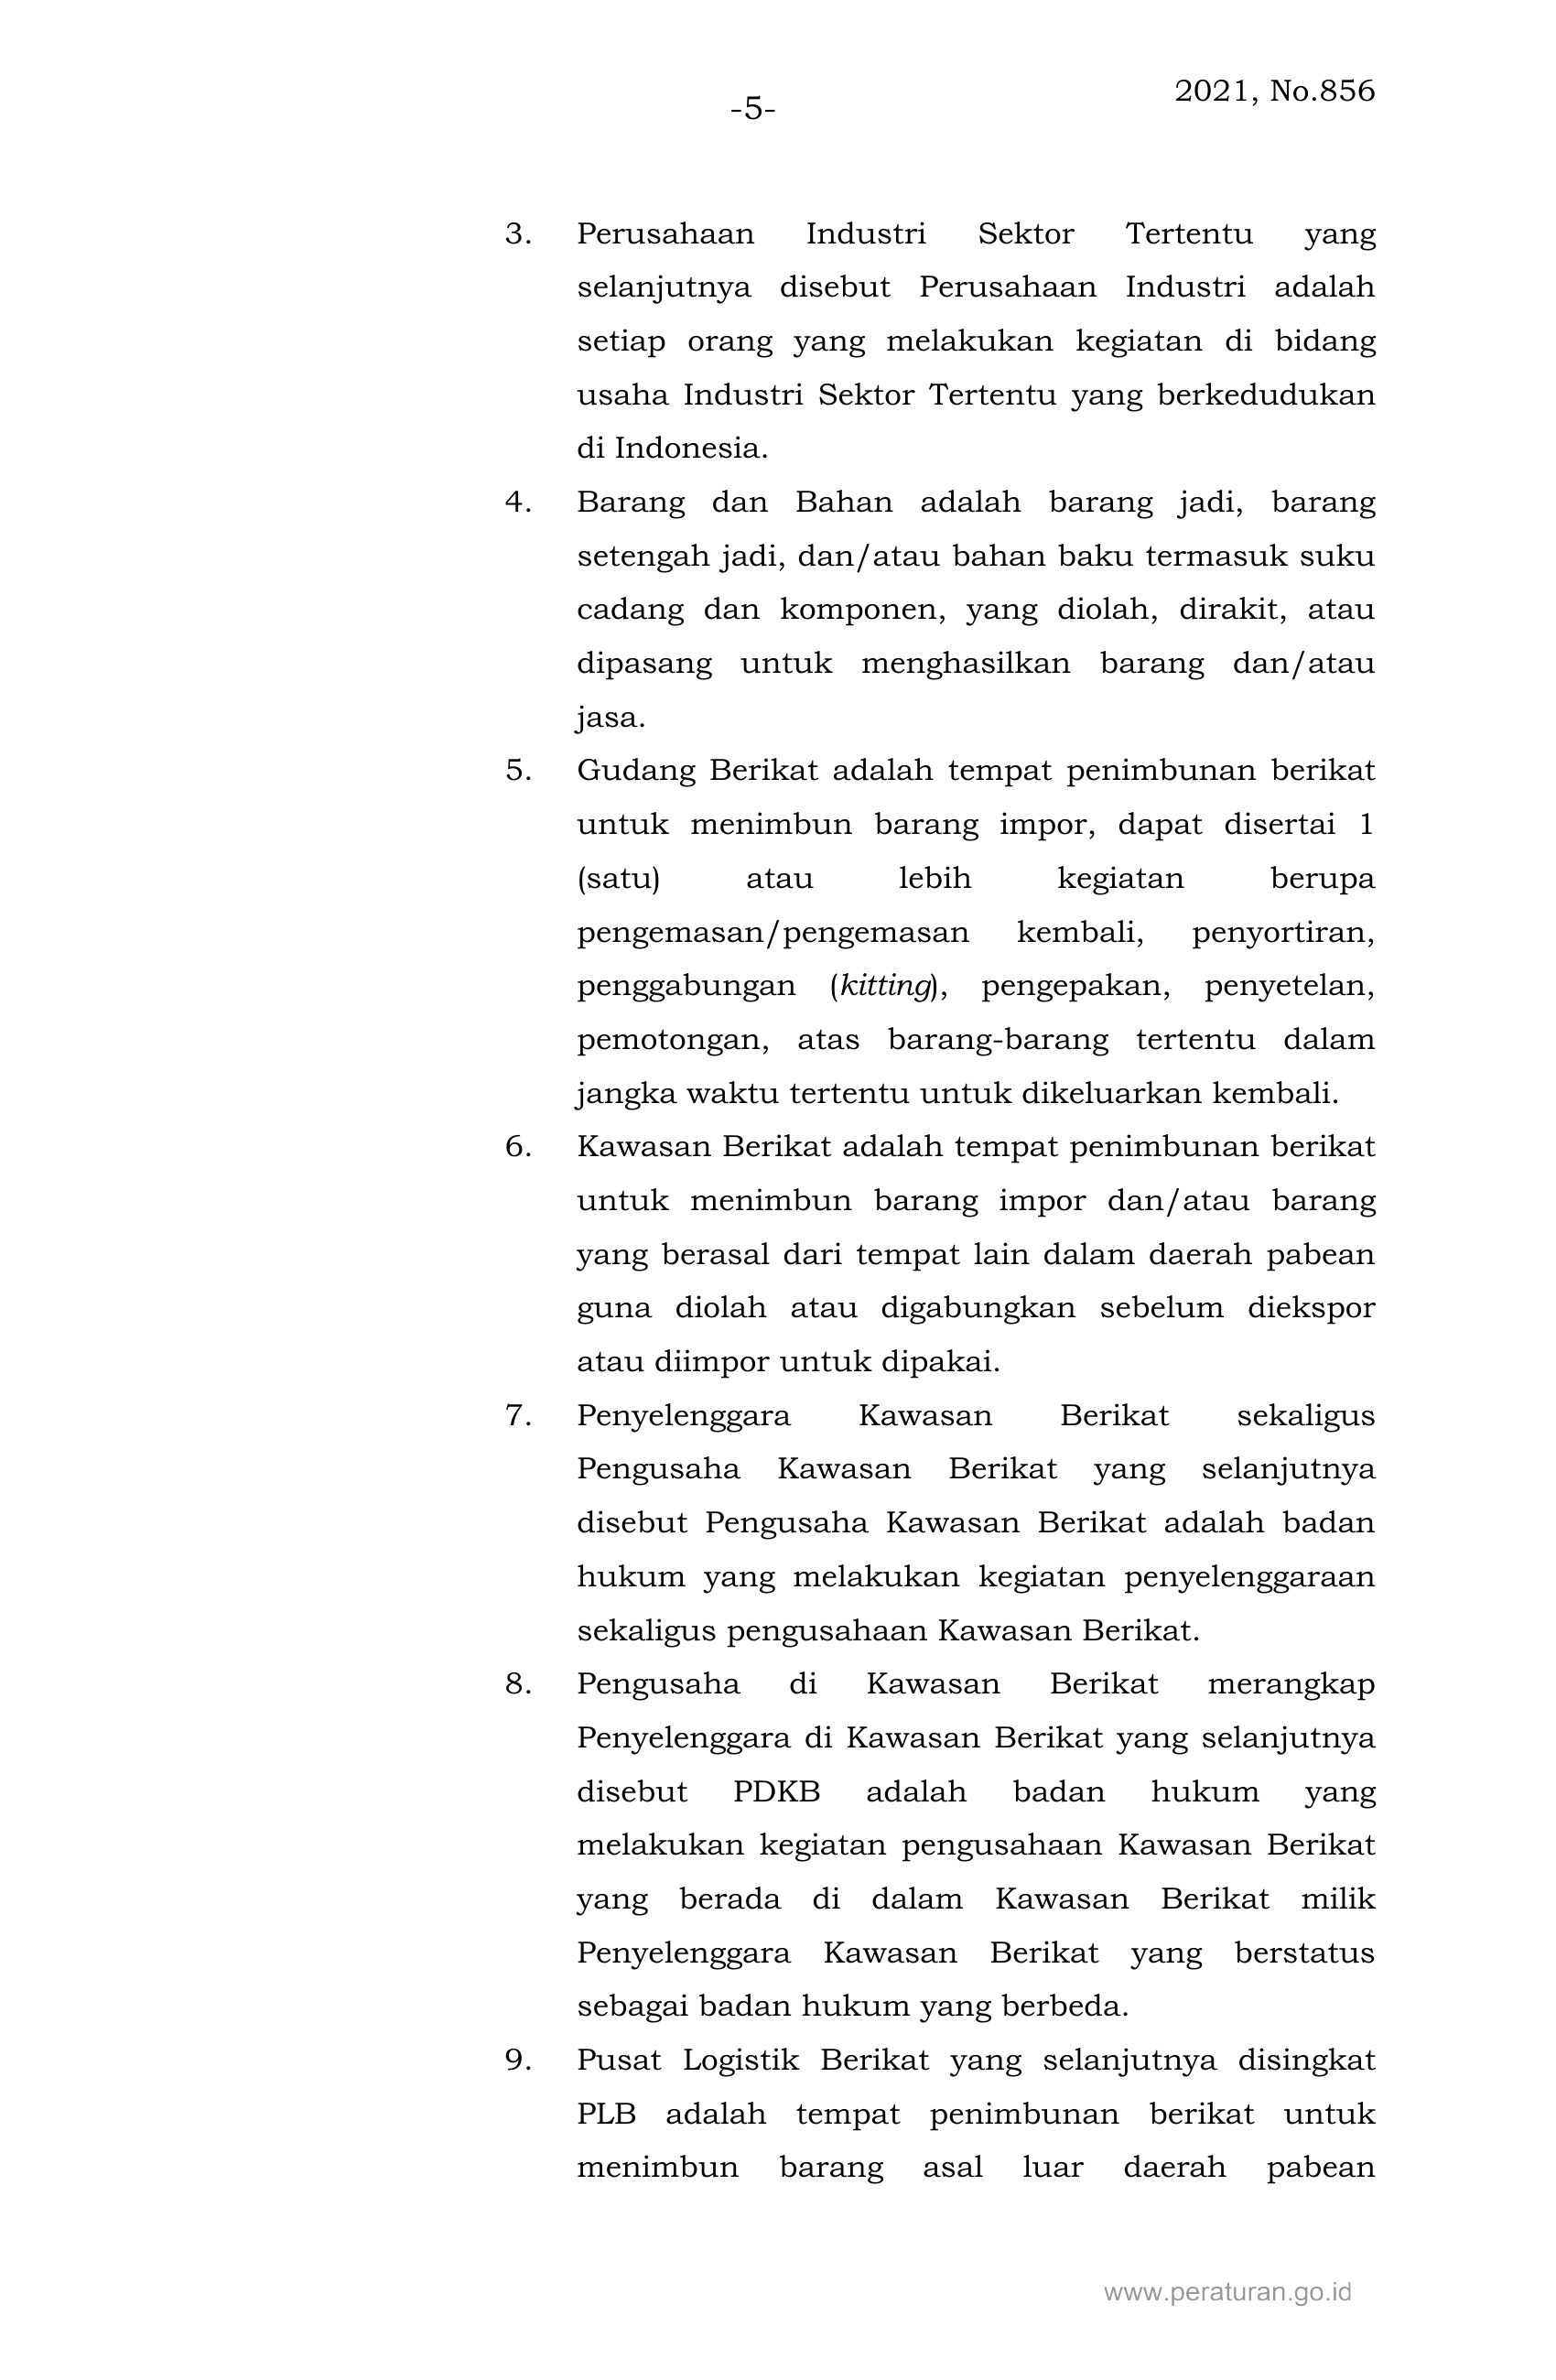 2021, No.856
-5-
3. Perusahaan Industri Sektor Tertentu yang
selanjutnya disebut Perusahaan Industri adalah
setiap orang yang melakukan kegiatan di bidang
usaha Industri Sektor Tertentu yang berkedudukan
di Indonesia.
4. Barang dan Bahan adalah barang jadi, barang
setengah jadi, dan/atau bahan baku termasuk suku
cadang dan komponen, yang diolah, dirakit, atau
dipasang untuk menghasilkan barang dan/atau
jasa.
5. Gudang Berikat adalah tempat penimbunan berikat
untuk menimbun barang impor, dapat disertai 1
(satu) atau lebih kegiatan berupa
pengemasan/pengemasan kembali, penyortiran,
penggabungan (kitting), pengepakan, penyetelan,
pemotongan, atas barang-barang tertentu dalam
jangka waktu tertentu untuk dikeluarkan kembali.
6. Kawasan Berikat adalah tempat penimbunan berikat
untuk menimbun barang impor dan/atau barang
yang berasal dari tempat lain dalam daerah pabean
guna diolah atau digabungkan sebelum diekspor
atau diimpor untuk dipakai.
7. Penyelenggara Kawasan Berikat sekaligus
Pengusaha Kawasan Berikat yang selanjutnya
disebut Pengusaha Kawasan Berikat adalah badan
hukum yang melakukan kegiatan penyelenggaraan
sekaligus pengusahaan Kawasan Berikat.
8. Pengusaha di Kawasan Berikat merangkap
Penyelenggara di Kawasan Berikat yang selanjutnya
disebut PDKB adalah badan hukum yang
melakukan kegiatan pengusahaan Kawasan Berikat
yang berada di dalam Kawasan Berikat milik
Penyelenggara Kawasan Berikat yang berstatus
sebagai badan hukum yang berbeda.
9. Pusat Logistik Berikat yang selanjutnya disingkat
PLB adalah tempat penimbunan berikat untuk
menimbun barang asal luar daerah pabean
www.peraturan.go.id